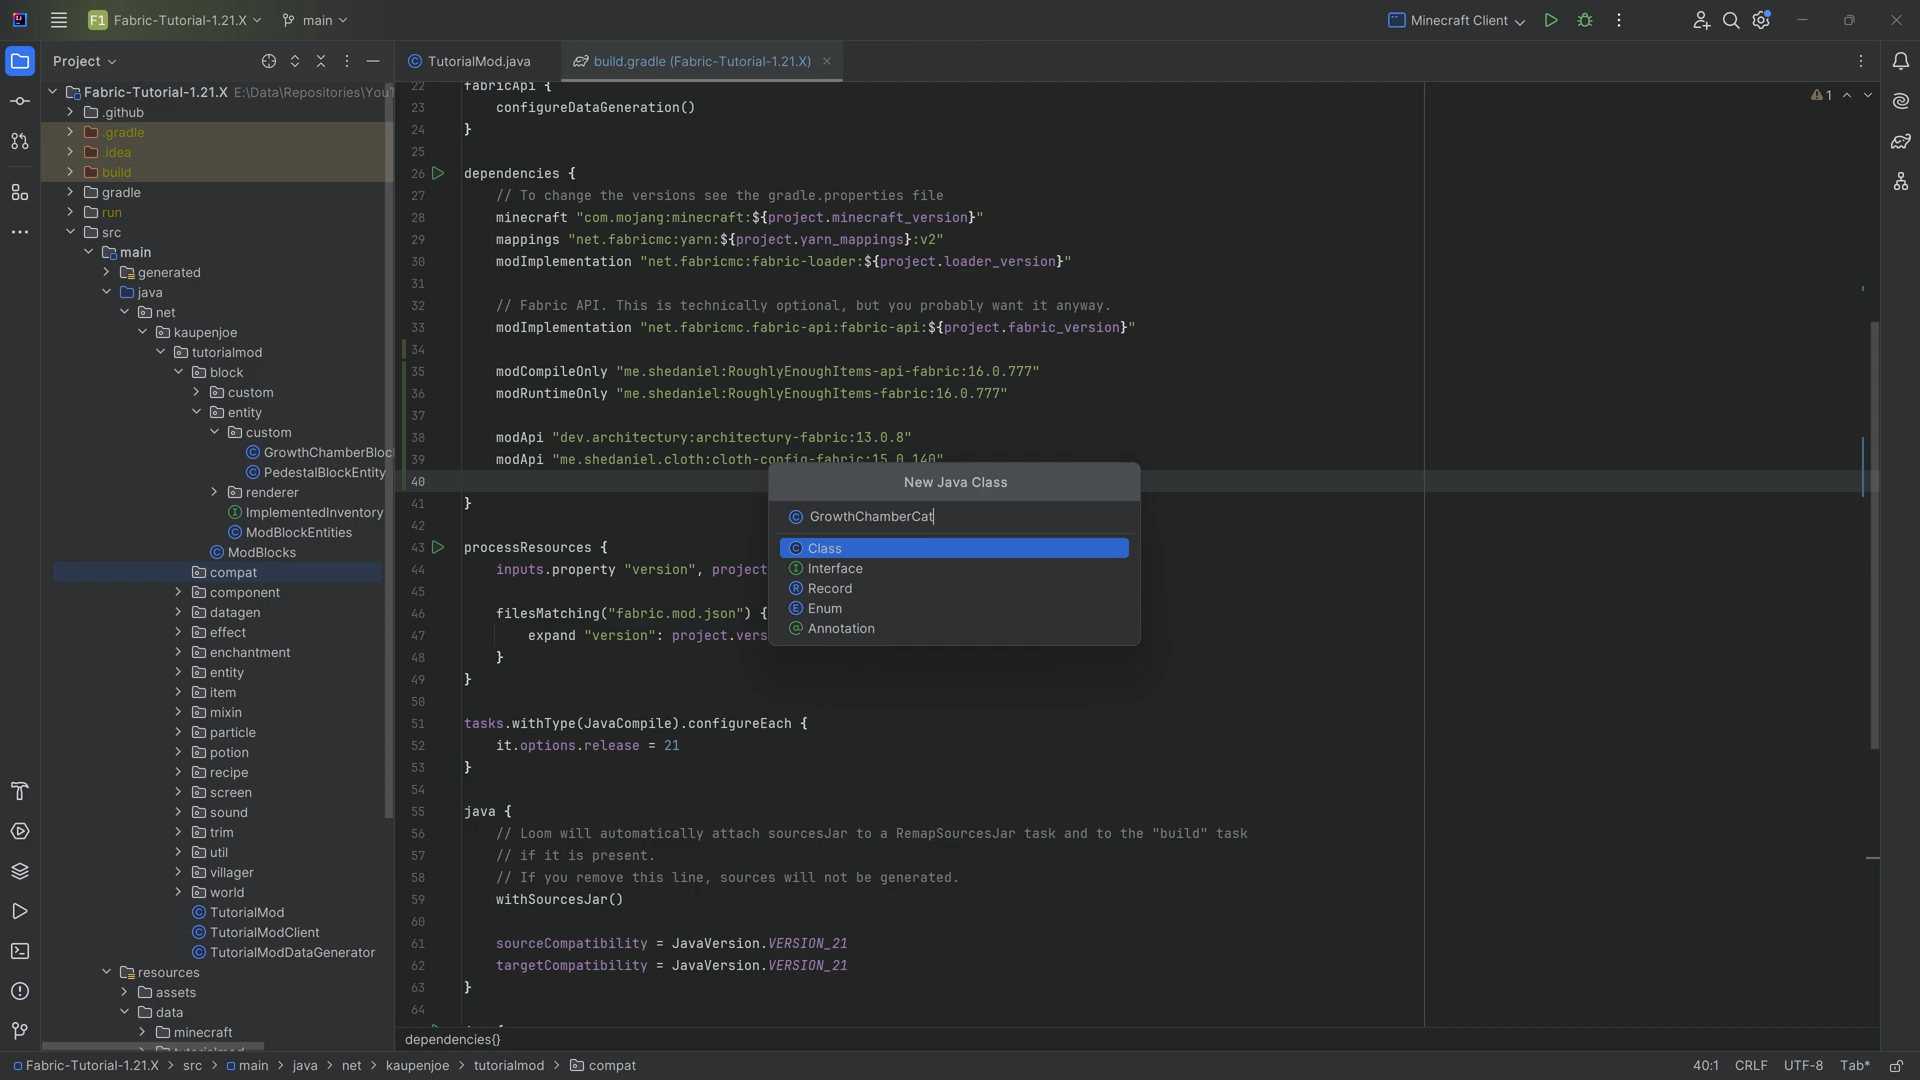 F1 Fabric-Tutorial-1.21.X main Minecraft Client
Project
TutorialMod.java build.gradle (Fabric-Tutorial-1.21.X)
Fabric-Tutorial-1.21.X E:\Data\Repositories\You
.github
.gradle
.idea
build
gradle
run
src
main
generated
java
net
kaupenjoe
tutorialmod
block
custom
entity
custom
GrowthChamberBloc
PedestalBlockEntity
renderer
ImplementedInventory
ModBlockEntities
ModBlocks
compat
component
datagen
effect
enchantment
entity
item
mixin
particle
potion
recipe
screen
sound
trim
util
villager
world
TutorialMod
TutorialModClient
TutorialModDataGenerator
resources
assets
data
minecraft
tutorialmod
1
22 fabricApi {
23 configureDataGeneration()
24 }
25
26 dependencies {
27 // To change the versions see the gradle.properties file
28 minecraft "com.mojang:minecraft:${project.minecraft_version}"
29 mappings "net.fabricmc:yarn:${project.yarn_mappings}:v2"
30 modImplementation "net.fabricmc:fabric-loader:${project.loader_version}"
31
32 // Fabric API. This is technically optional, but you probably want it anyway.
33 modImplementation "net.fabricmc.fabric-api:fabric-api:${project.fabric_version}"
34
35 modCompileOnly "me.shedaniel:RoughlyEnoughItems-api-fabric:16.0.777"
36 modRuntimeOnly "me.shedaniel:RoughlyEnoughItems-fabric:16.0.777"
37
38 modApi "dev.architectury:architectury-fabric:13.0.8"
39 modApi "me.shedaniel.cloth:cloth-config-fabric:15.0.140"
40
41 }
42
43 processResources {
44 inputs.property "version", project
45
46 filesMatching("fabric.mod.json") {
47 expand "version": project.vers
48 }
49 }
50
51 tasks.withType(JavaCompile).configureEach {
52 it.options.release = 21
53 }
54
55 java {
56 // Loom will automatically attach sourcesJar to a RemapSourcesJar task and to the "build" task
57 // if it is present.
58 // If you remove this line, sources will not be generated.
59 withSourcesJar()
60
61 sourceCompatibility = JavaVersion.VERSION_21
62 targetCompatibility = JavaVersion.VERSION_21
63 }
64
New Java Class
GrowthChamberCat
Class
Interface
Record
Enum
Annotation
dependencies{}
Fabric-Tutorial-1.21.X > src > main > java > net > kaupenjoe > tutorialmod > compat 40:1 CRLF UTF-8 Tab*